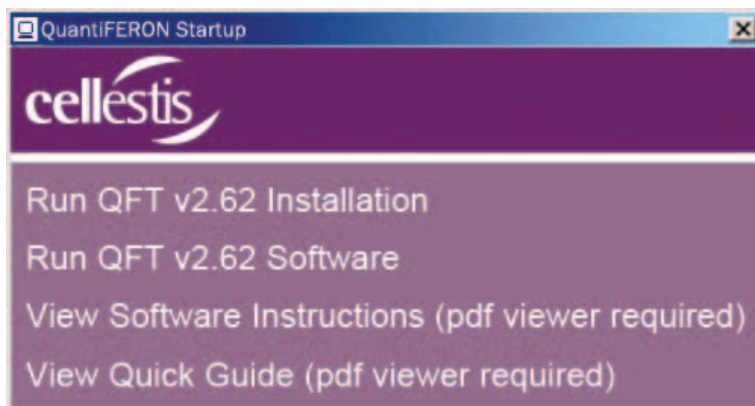 QuantiFERON Startup
cellestis
Run QFT v2.62 Installation
Run QFT v2.62 Software
View Software Instructions (pdf viewer required)
View Quick Guide (pdf viewer required)